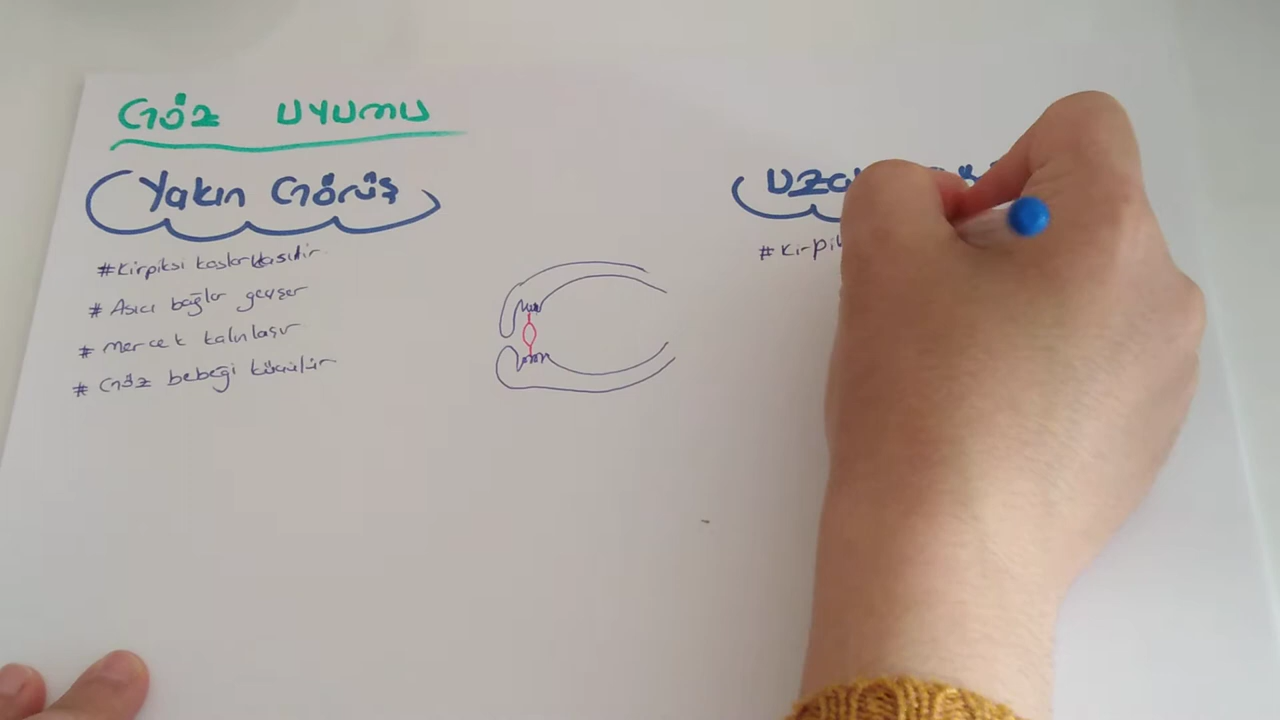 Göz uyumu
Yakın Görüş
# Kirpiksi kaslar kasılır
# Asıcı bağlar gevşer
# mercek kalınlaşır
# Göz bebeği küçülür
#